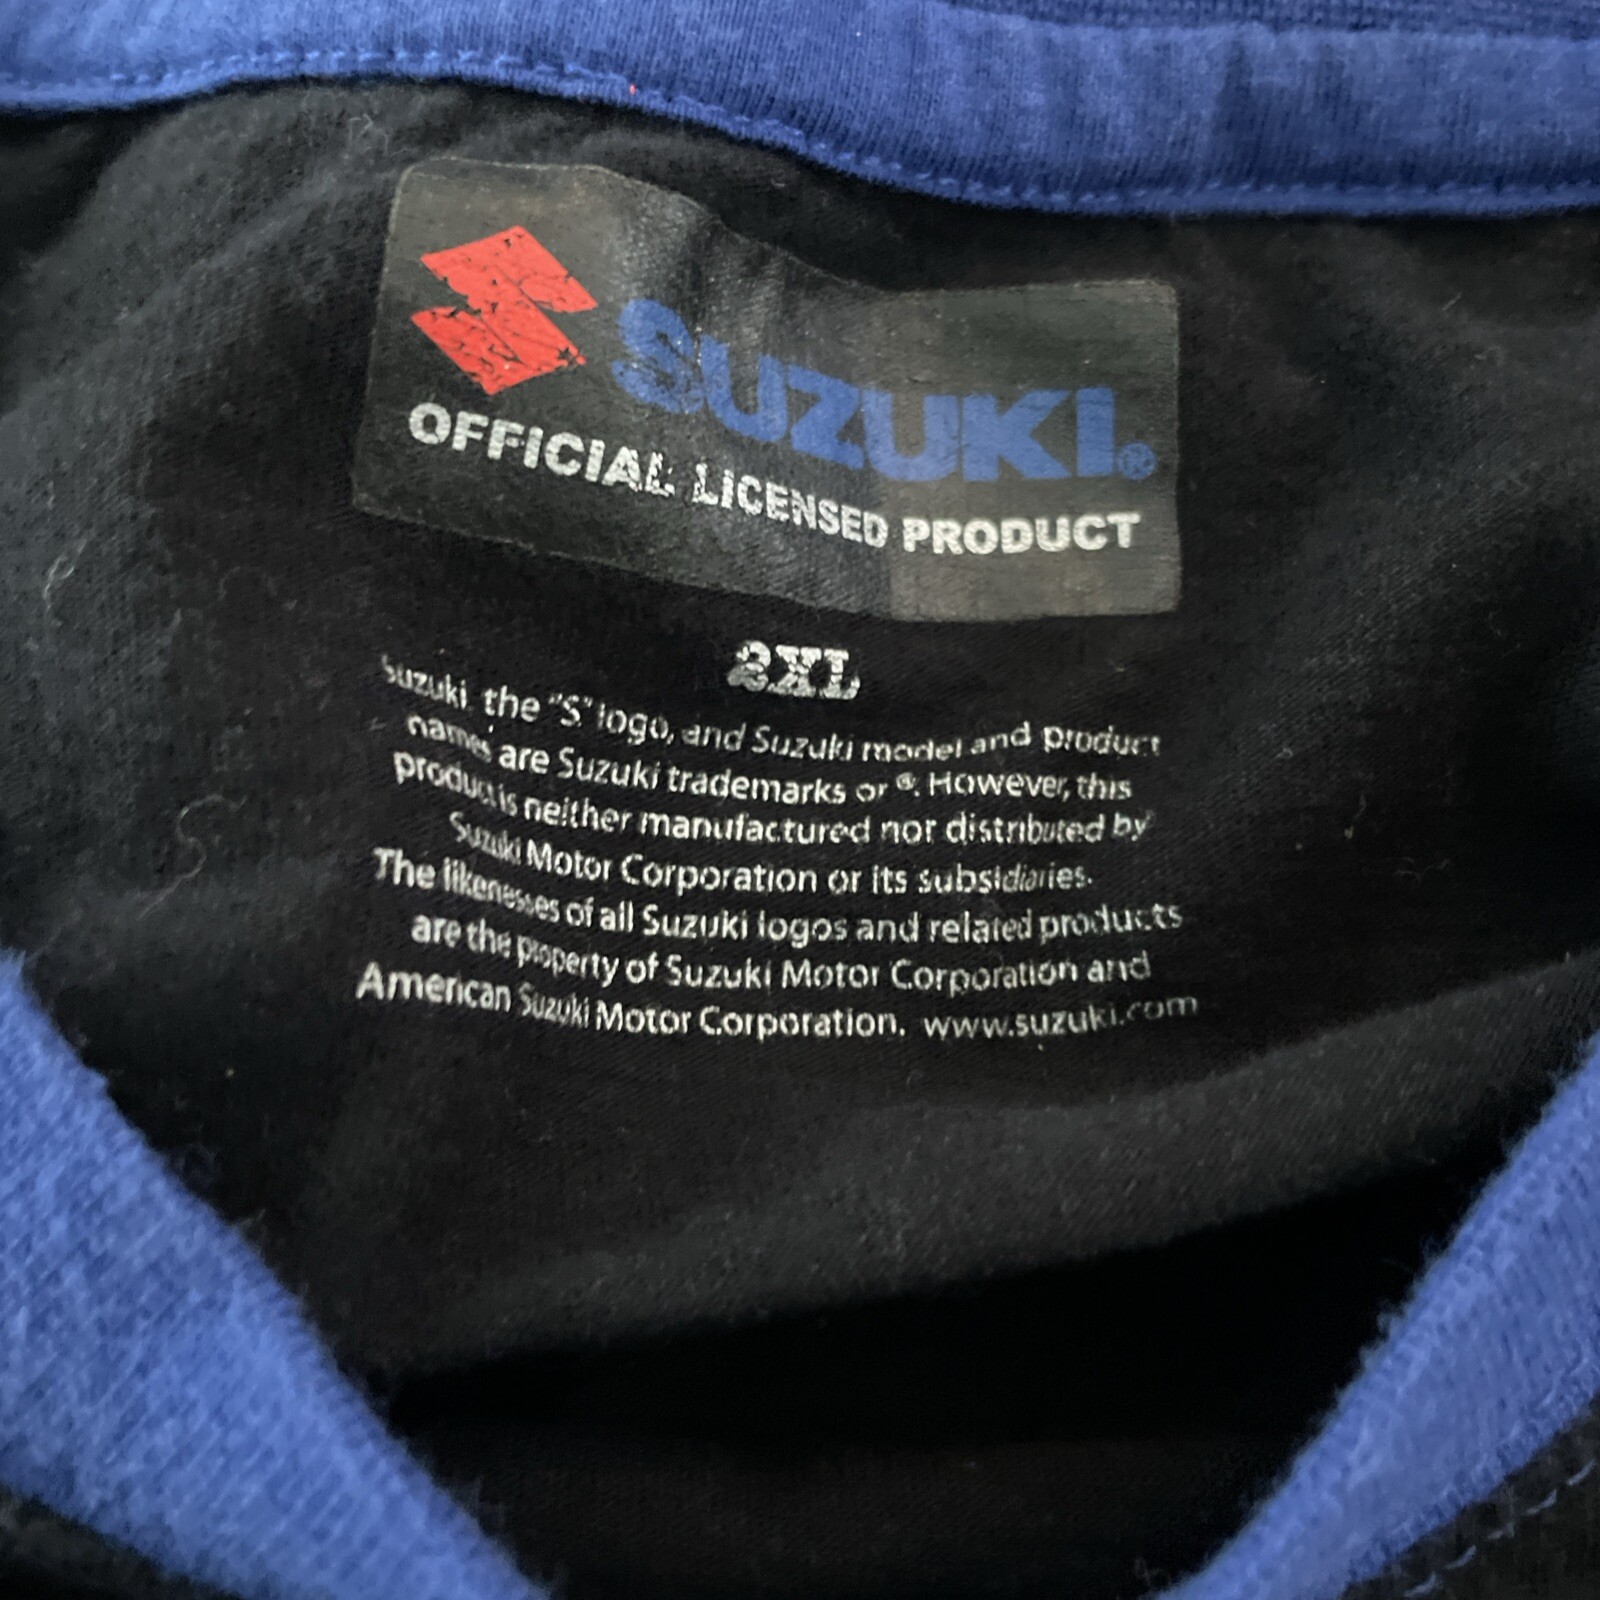 SUZUKI®
OFFICIAL LICENSED PRODUCT
2XL
Suzuki, the "S" logo, and Suzuki model and product
names are Suzuki trademarks or ®. However, this
product is neither manufactured nor distributed by
Suzuki Motor Corporation or its subsidiaries.
The likenesses of all Suzuki logos and related products
are the property of Suzuki Motor Corporation and
American Suzuki Motor Corporation. www.suzuki.com